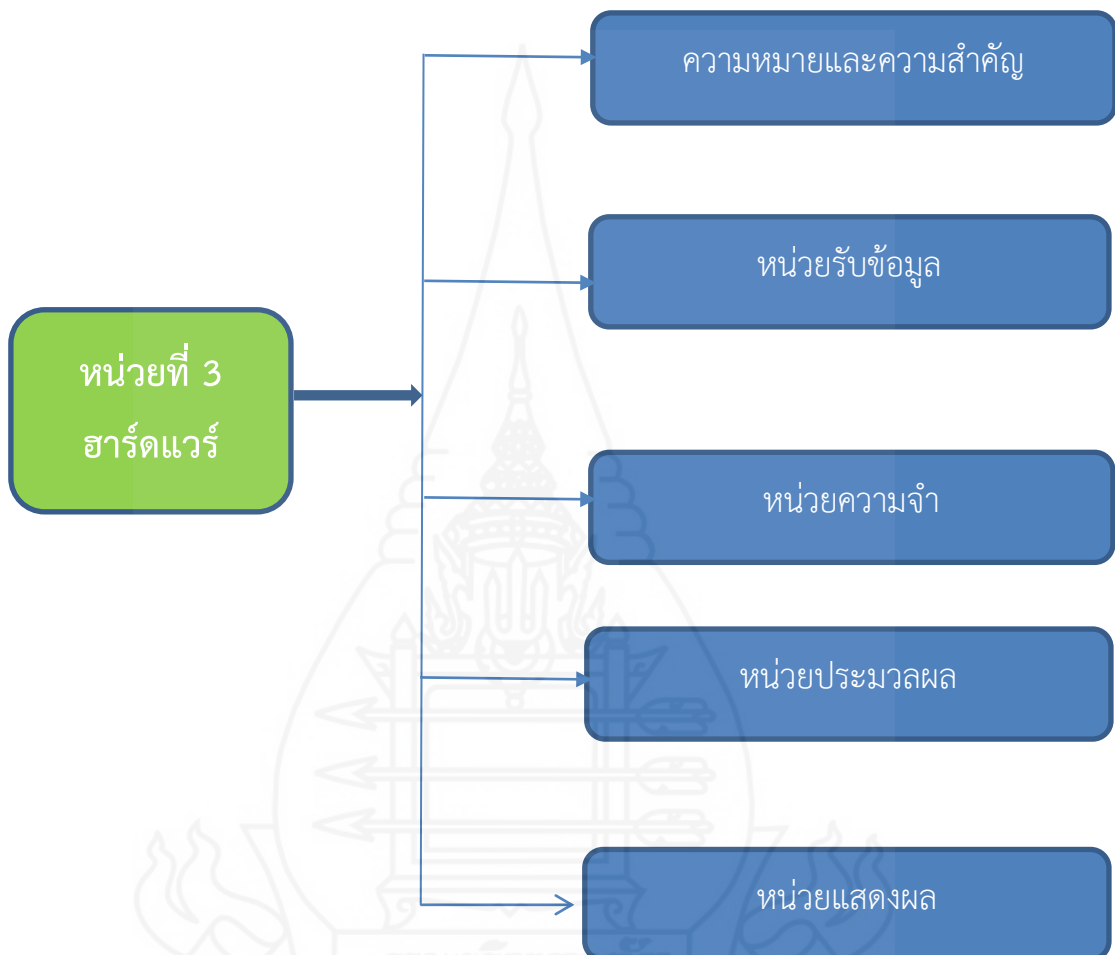 ความหมายและความสำคัญ
หน่วยรับข้อมูล
หน่วยที่ 3
ฮาร์ดแวร์
หน่วยความจำ
หน่วยประมวลผล
หน่วยแสดงผล